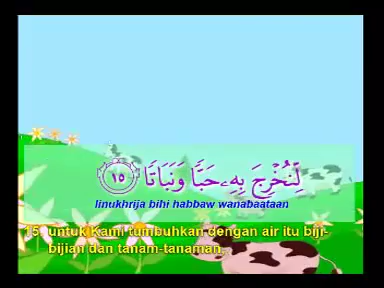 لِّنُخْرِجَ بِهِۦ حَبًّا وَنَبَاتًا ١٥
linukhrija bihi habbaw wanabaataan
15. untuk Kami tumbuhkan dengan air itu biji-
bijian dan tanam-tanaman,